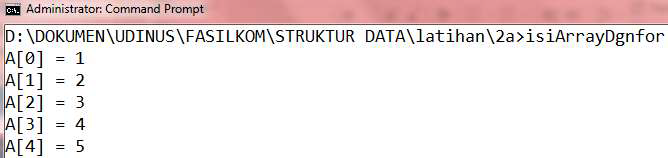 Administrator: Command Prompt
D:\DOKUMEN\UDINUS\FASILKOM\STRUKTUR DATA\latihan\2a>isiArrayDgnfor
A[0] = 1
A[1] = 2
A[2] = 3
A[3] = 4
A[4] = 5